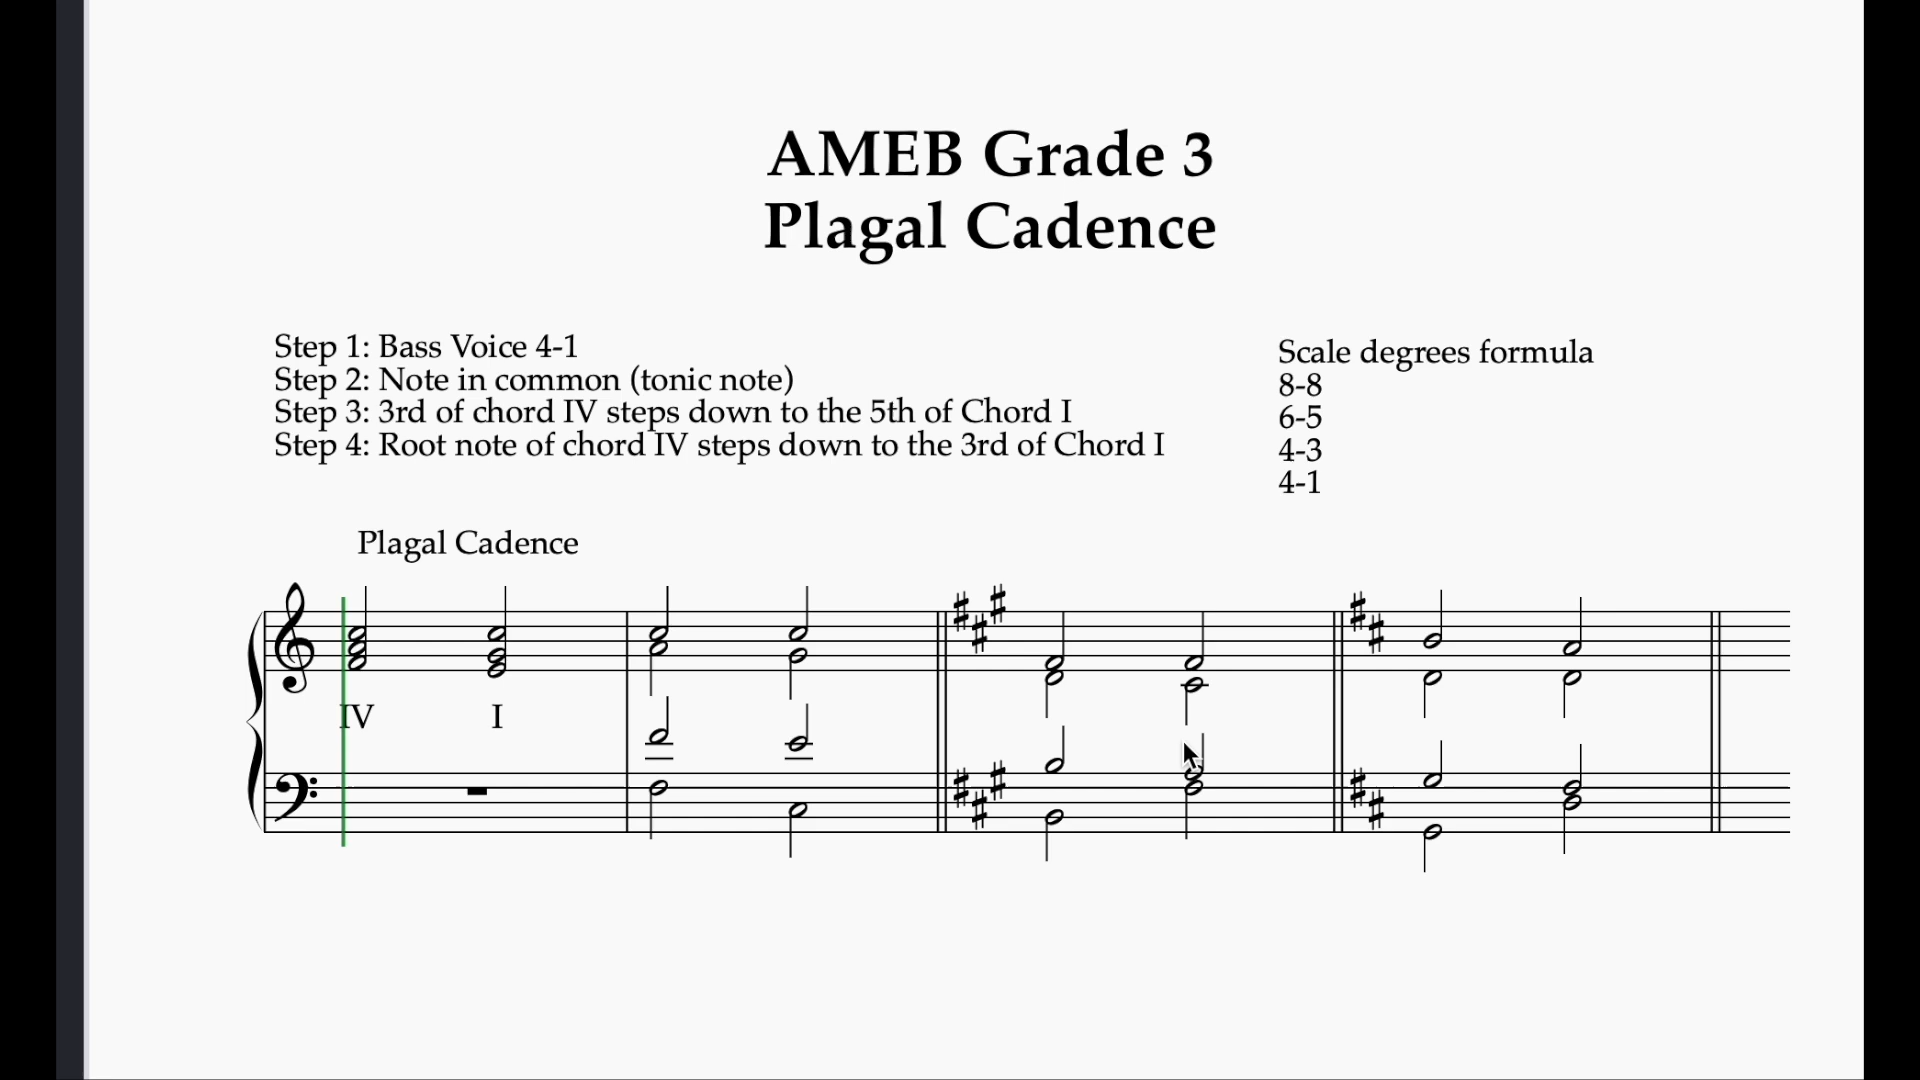 AMEB Grade 3
Plagal Cadence
Step 1: Bass Voice 4-1
Step 2: Note in common (tonic note)
Step 3: 3rd of chord IV steps down to the 5th of Chord I
Step 4: Root note of chord IV steps down to the 3rd of Chord I
Scale degrees formula
8-8
6-5
4-3
4-1
Plagal Cadence
IV I